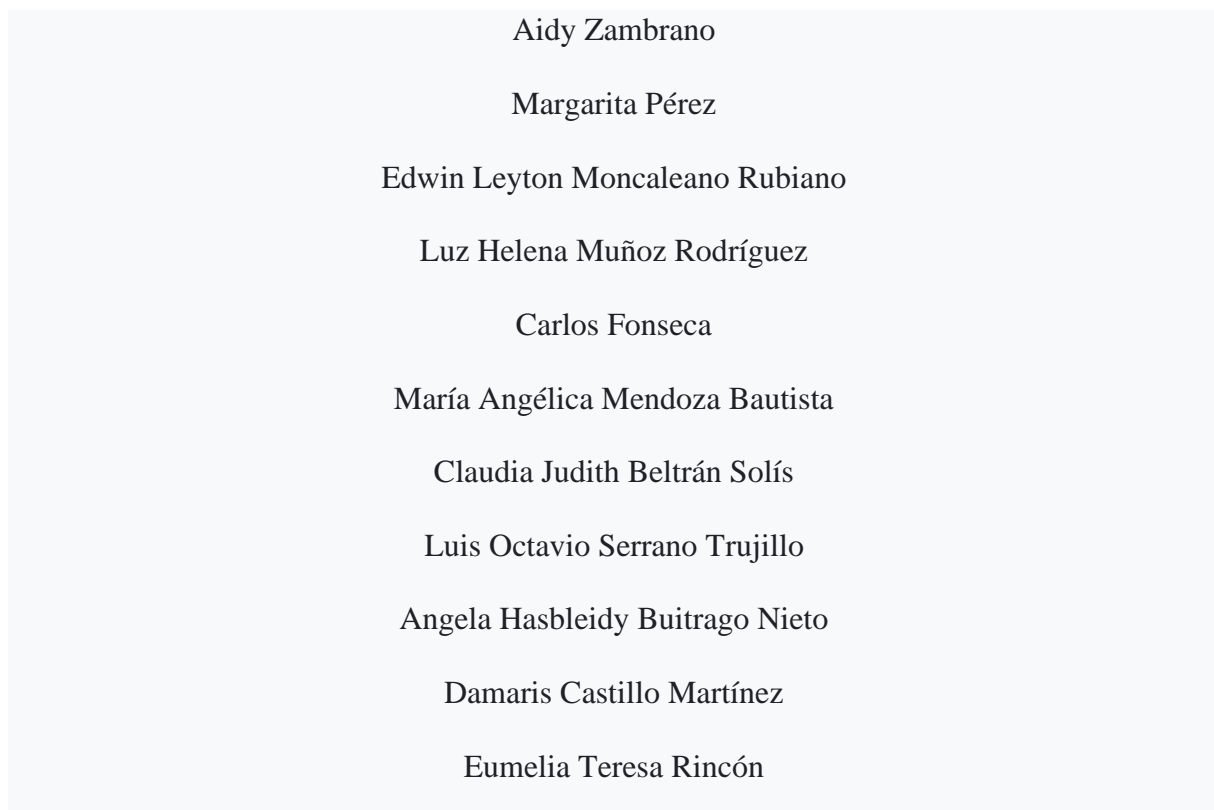 Aidy Zambrano
Margarita Pérez
Edwin Leyton Moncaleano Rubiano
Luz Helena Muñoz Rodríguez
Carlos Fonseca
María Angélica Mendoza Bautista
Claudia Judith Beltrán Solís
Luis Octavio Serrano Trujillo
Angela Hasbleidy Buitrago Nieto
Damaris Castillo Martínez
Eumelia Teresa Rincón